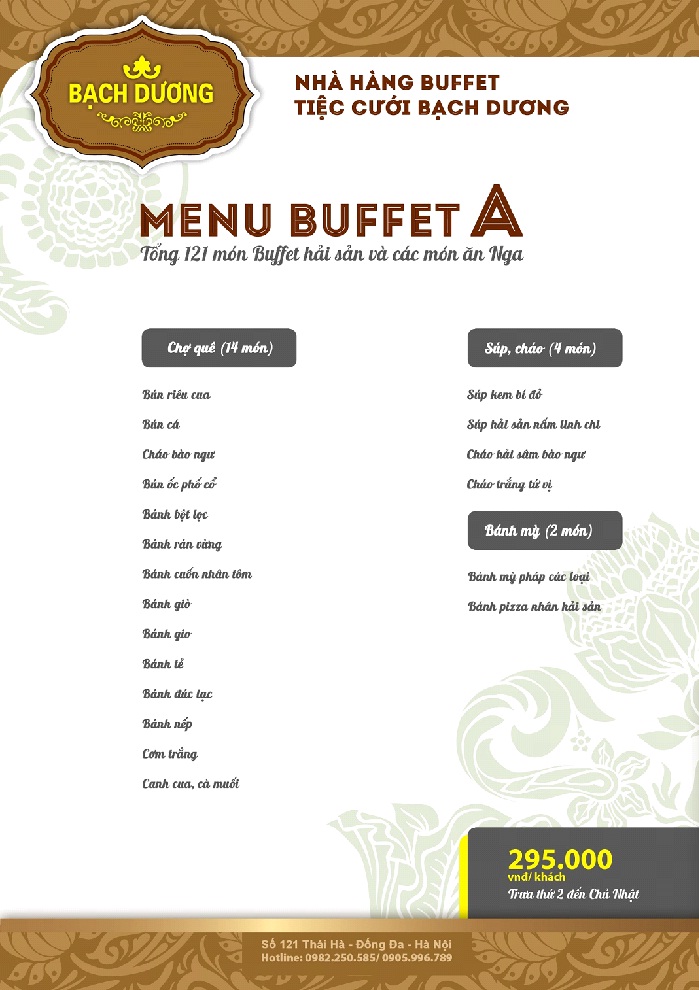 BẠCH DƯƠNG
NHÀ HÀNG BUFFET
TIỆC CƯỚI BẠCH DƯƠNG
MENU BUFFET A
Tổng 121 món Buffet hải sản và các món ăn Nga
Chợ quê (14 món)
Bún riêu cua
Bún cá
Cháo bào ngư
Bún ốc phố cổ
Bánh bột lọc
Bánh rán vừng
Bánh cuốn nhân tôm
Bánh giò
Bánh gio
Bánh tẻ
Bánh đúc lạc
Bánh nếp
Cơm trắng
Canh cua, cà muối
Súp, cháo (4 món)
Súp kem bí đỏ
Súp hải sản nấm linh chi
Cháo hải sâm bào ngư
Cháo trắng tứ vị
Bánh mỳ (2 món)
Bánh mỳ pháp các loại
Bánh pizza nhân hải sản
295.000
vnd/ khách
Trưa thứ 2 đến Chủ Nhật
Số 121 Thái Hà - Đống Đa - Hà Nội
Hotline: 0982.250.585/ 0905.996.789